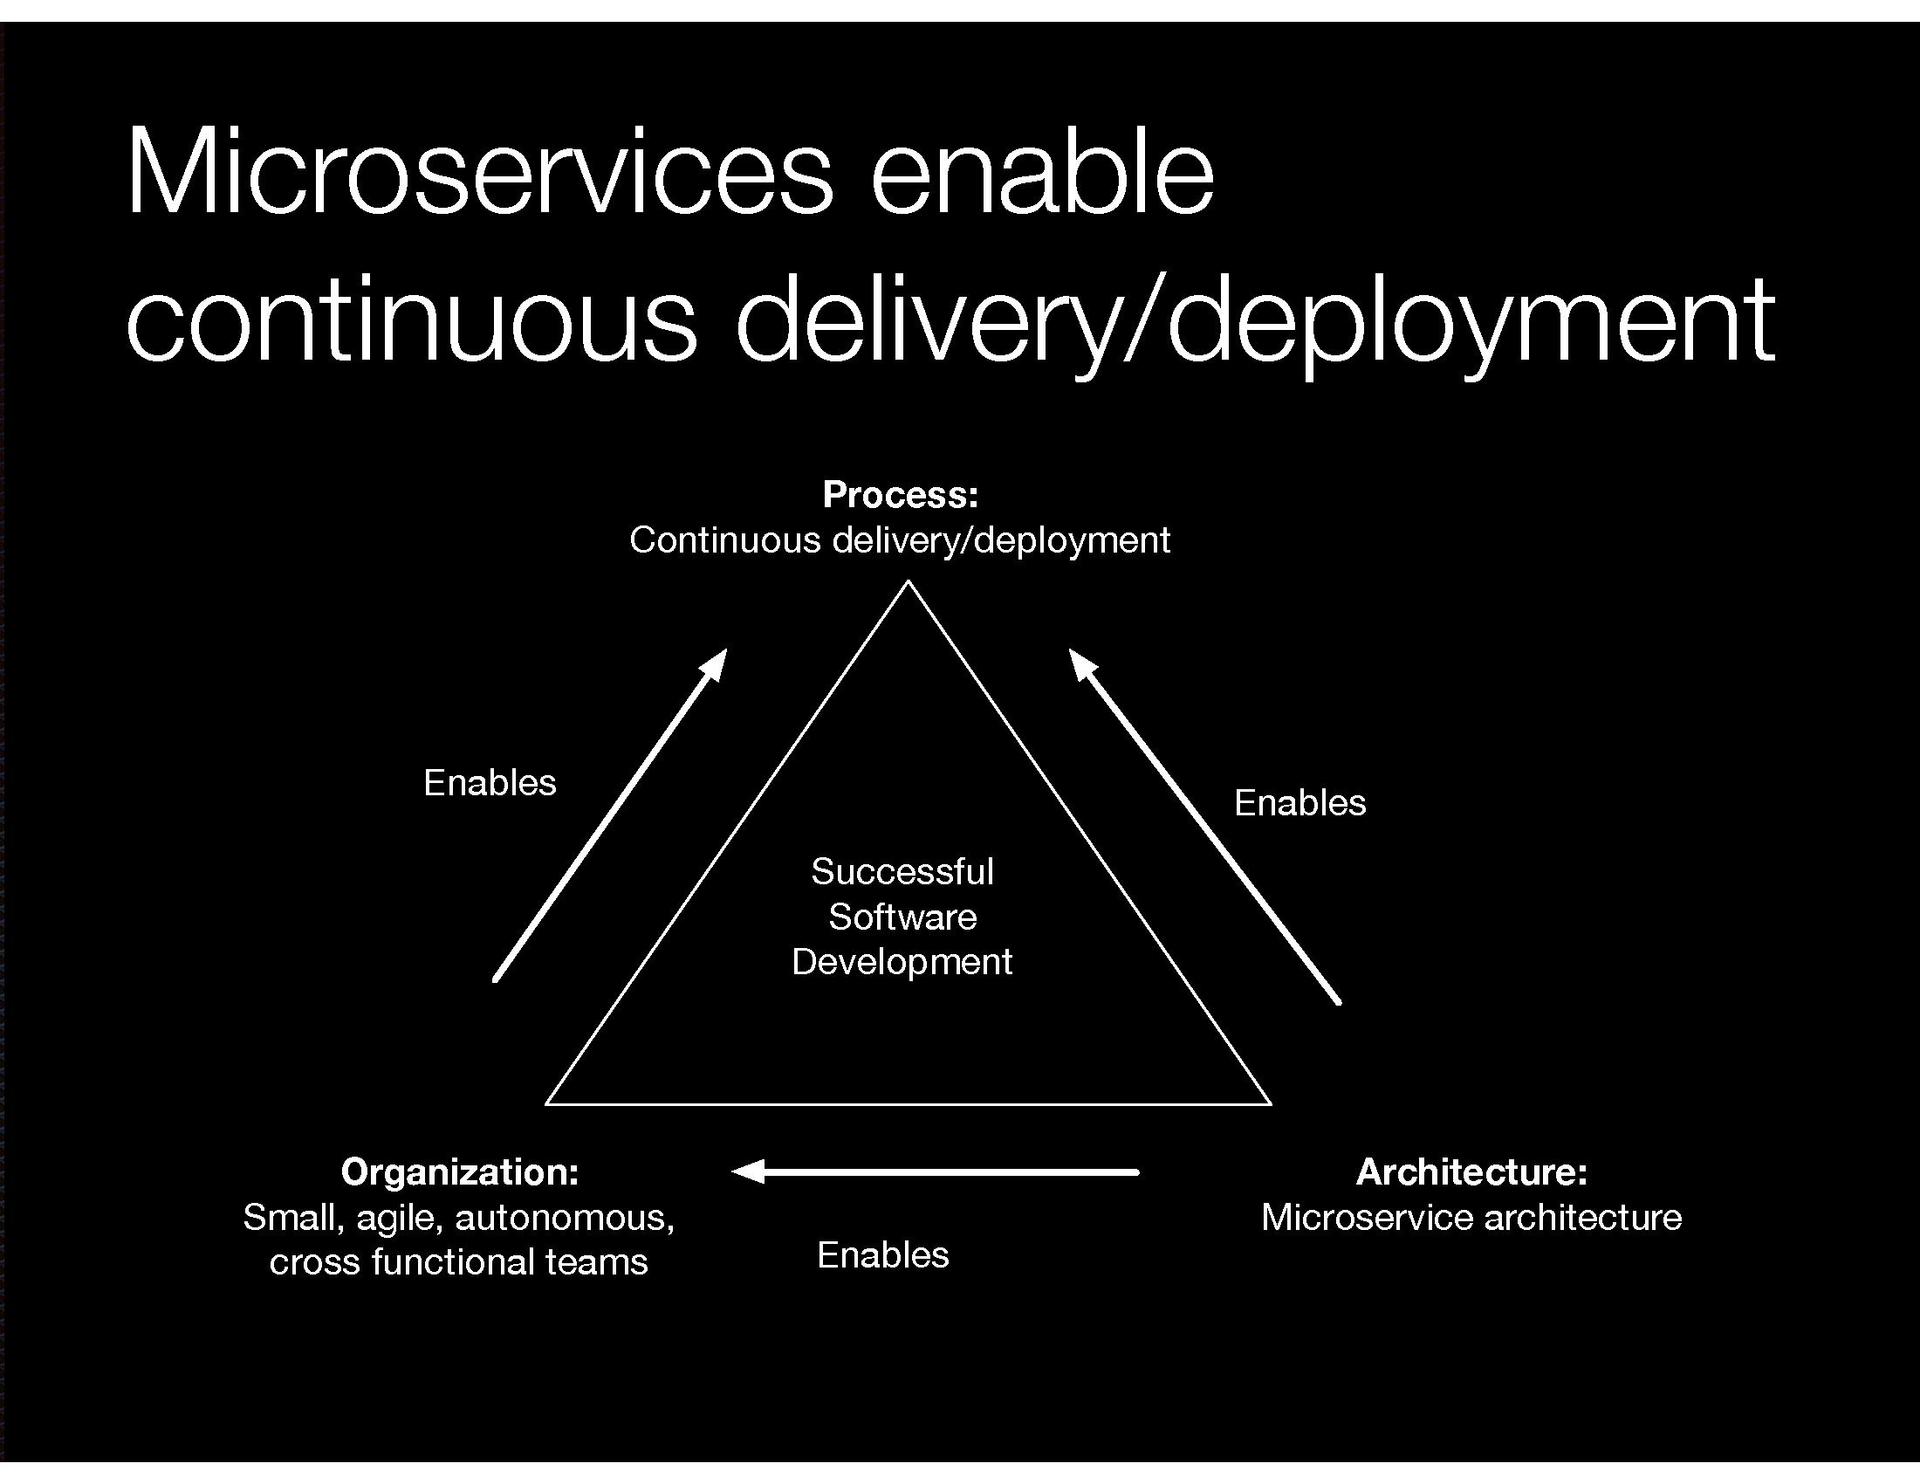 Microservices enable
continuous delivery/deployment
Process:
Continuous delivery/deployment
Enables
Enables
Successful
Software
Development
Organization:
Small, agile, autonomous,
cross functional teams
Enables
Architecture:
Microservice architecture